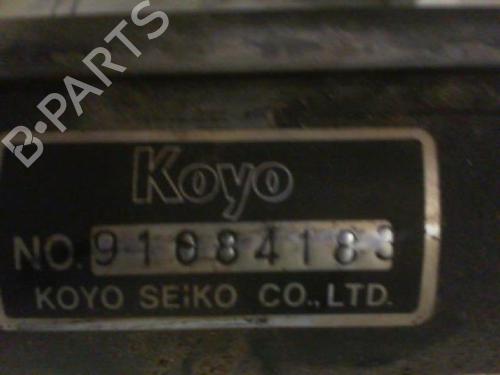 B-PARTS
Koyo
NO. 91084183
KOYO SEIKO CO., LTD.